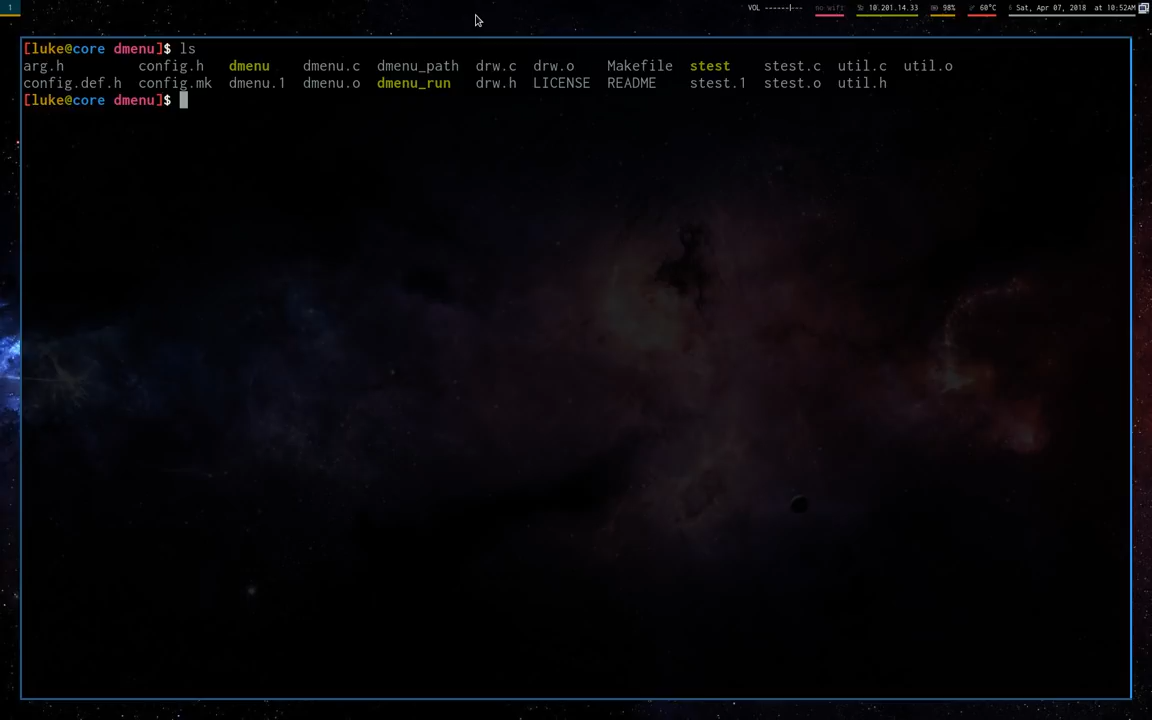 1 VOL ------|--- no wifi 10.201.14.33 98% 60°C Sat, Apr 07, 2018 at 10:52AM
[luke@core dmenu]$ ls
arg.h config.h dmenu dmenu.c dmenu_path drw.c drw.o Makefile stest stest.c util.c util.o
config.def.h config.mk dmenu.1 dmenu.o dmenu_run drw.h LICENSE README stest.1 stest.o util.h
[luke@core dmenu]$